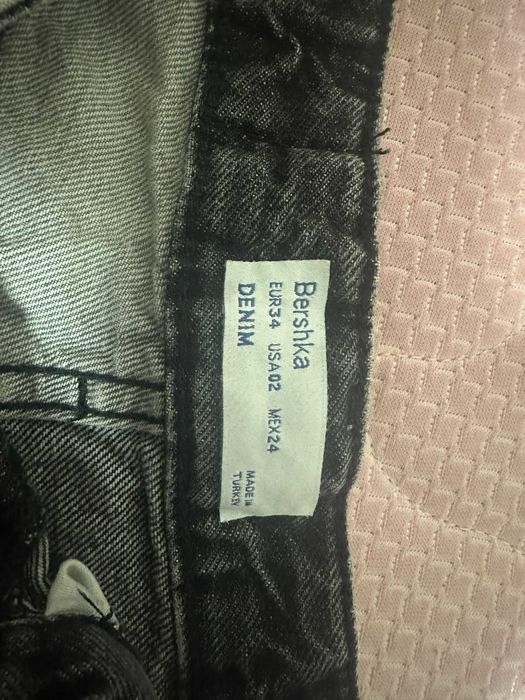 Bershka
EUR34 USA02 MEX24
DENIM
MADE IN
TURKEY